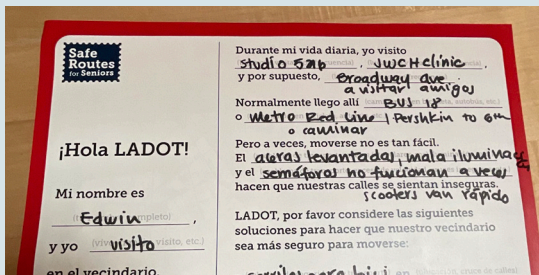 Safe
Routes
for Seniors
¡Hola LADOT!
Mi nombre es
Edwin,
y yo visito
en el vecindario
Durante mi vida diaria, yo visito
studio 526, JWCH clinic,
y por supuesto, Broadway ave.
a visitar amigos
Normalmente llego allí BUS 18
o Metro Red Line / Pershkin to 6th
o caminar
Pero a veces, moverse no es tan fácil.
El aceras levantadas, mala iluminac
y el semáforos no funcionan a veces
hacen que nuestras calles se sientan inseguras.
scooters van rápido
LADOT, por favor considere las siguientes
soluciones para hacer que nuestro vecindario
sea más seguro para moverse: